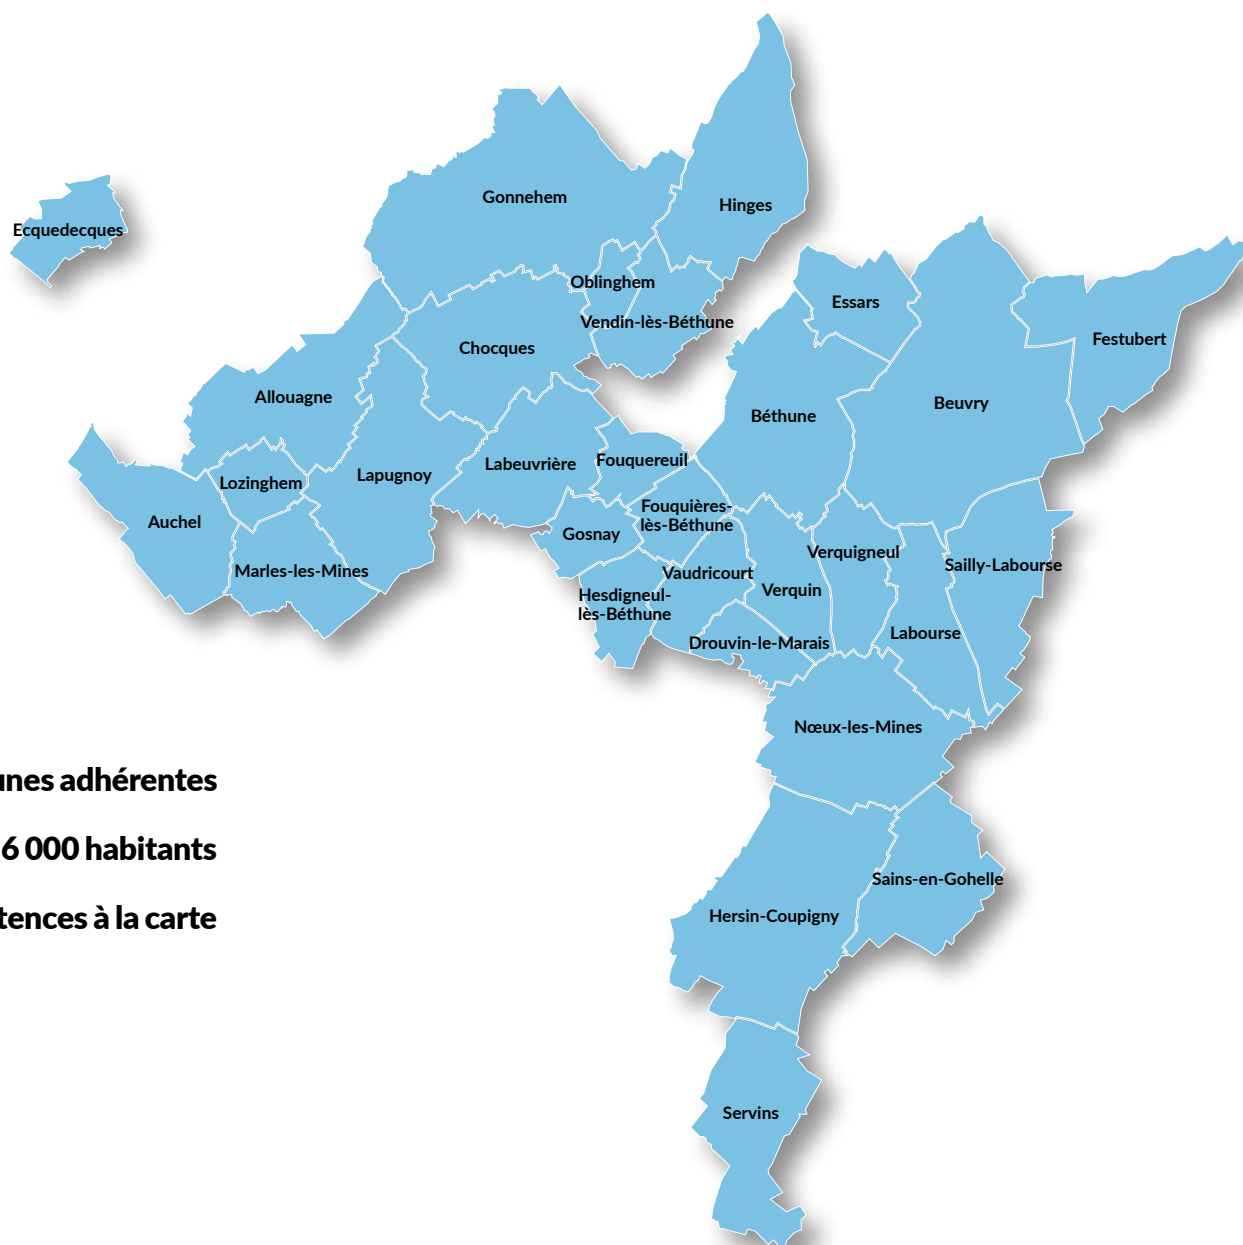 Gonnehem
Hinges
Ecquedecques
Oblinghem
Essars
Vendin-lès-Béthune
Festubert
Chocques
Allouagne
Beuvry
Béthune
Fouquereuil
Labeuvrière
Lapugnoy
Lozinghem
Fouquières-
lès-Béthune
Auchel
Gosnay
Verquigneul
Sailly-Labourse
Marles-les-Mines
Vaudricourt
Verquin
Hesdigneul-
lès-Béthune
Labourse
Drouvin-le-Marais
Nœux-les-Mines
unes adhérentes
6 000 habitants
Sains-en-Gohelle
Hersin-Coupigny
tences à la carte
Servins